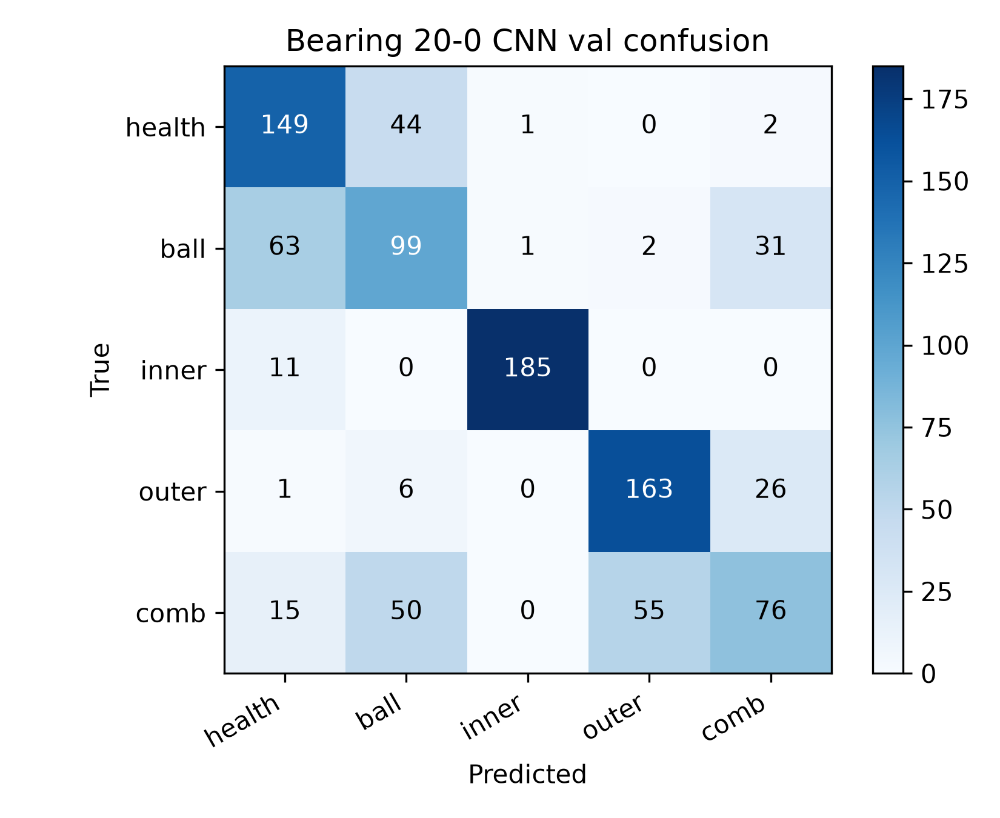 Bearing 20-0 CNN val confusion
health 149 44 1 0 2
ball 63 99 1 2 31
inner 11 0 185 0 0
outer 1 6 0 163 26
comb 15 50 0 55 76
True
health ball inner outer comb
Predicted
175
150
125
100
75
50
25
0